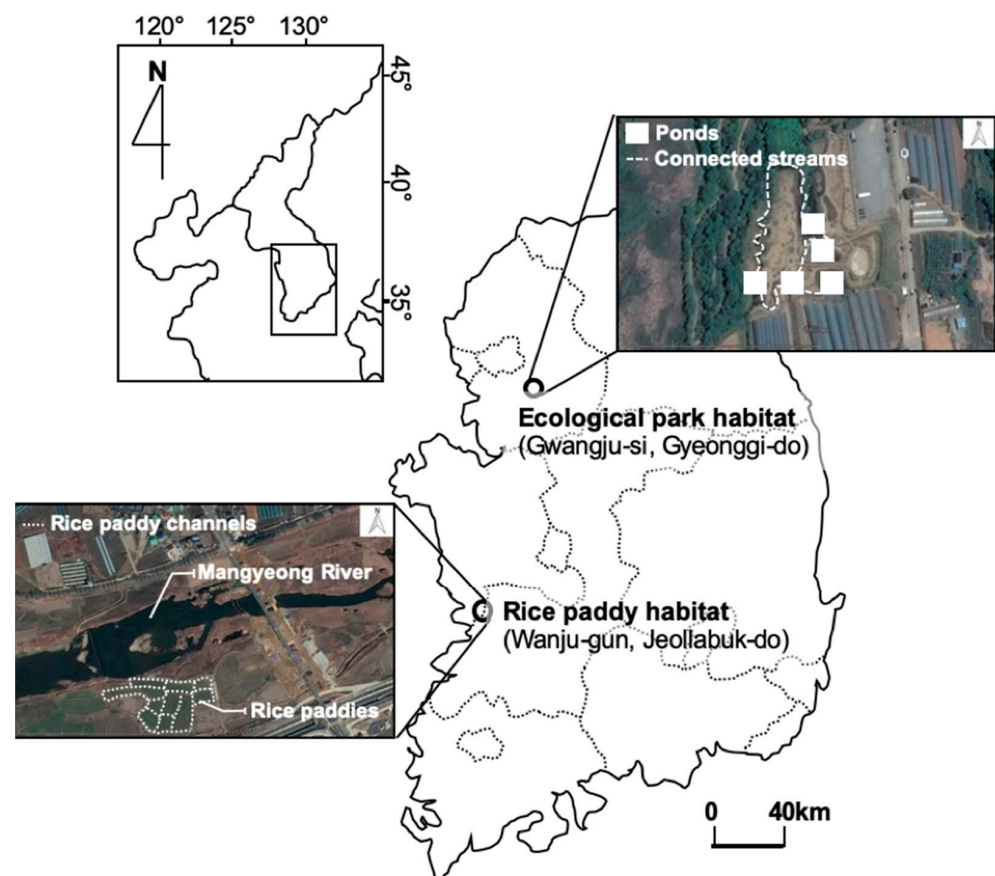 120° 125° 130°
N
45°
40°
35°
N
Ponds
Connected streams
Ecological park habitat
(Gwangju-si, Gyeonggi-do)
N
Rice paddy channels
Mangyeong River
Rice paddies
Rice paddy habitat
(Wanju-gun, Jeollabuk-do)
0 40km